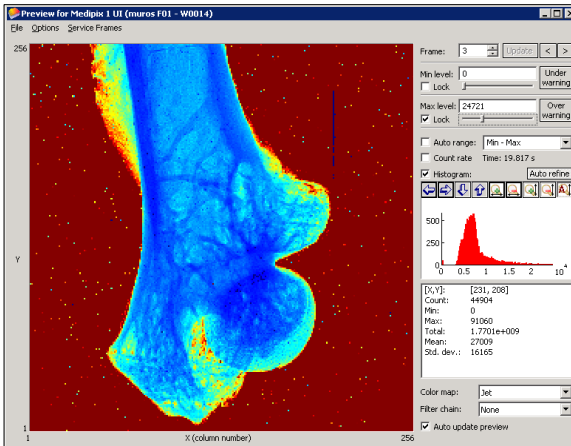 Preview for Medipix 1 UI (muros F01 - W0014)
File Options Service Frames
256
Y
1
1 X (column number) 256
Frame: 3 Update < >
Min level: 0 Under warning
Lock
Max level: 24721 Over warning
Lock
Auto range: Min - Max
Count rate Time: 19.817 s
Histogram: Auto refine
500
250
0
0 0.5 1 1.5 2 10 4
[X,Y]: [231, 208]
Count: 44904
Min: 0
Max: 91060
Total: 1.7701e+009
Mean: 27009
Std. dev.: 16165
Color map: Jet
Filter chain: None
Auto update preview